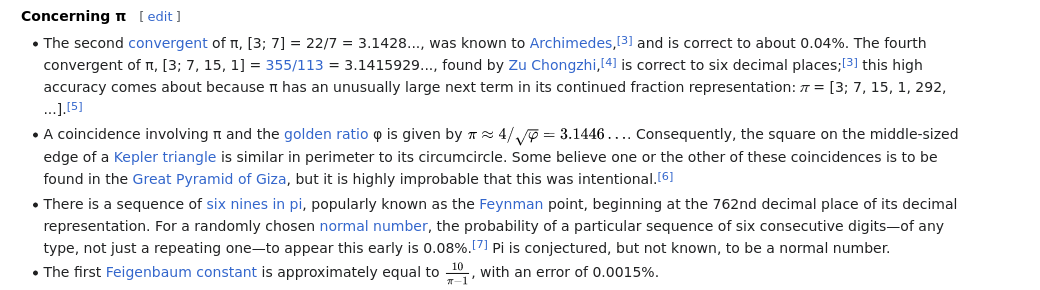 Concerning π [ edit ]
• The second convergent of π, [3; 7] = 22/7 = 3.1428..., was known to Archimedes,[3] and is correct to about 0.04%. The fourth
convergent of π, [3; 7, 15, 1] = 355/113 = 3.1415929..., found by Zu Chongzhi,[4] is correct to six decimal places;[3] this high
accuracy comes about because π has an unusually large next term in its continued fraction representation: π = [3; 7, 15, 1, 292,
...].[5]
• A coincidence involving π and the golden ratio φ is given by π ≈ 4/√φ = 3.1446.... Consequently, the square on the middle-sized
edge of a Kepler triangle is similar in perimeter to its circumcircle. Some believe one or the other of these coincidences is to be
found in the Great Pyramid of Giza, but it is highly improbable that this was intentional.[6]
• There is a sequence of six nines in pi, popularly known as the Feynman point, beginning at the 762nd decimal place of its decimal
representation. For a randomly chosen normal number, the probability of a particular sequence of six consecutive digits—of any
type, not just a repeating one—to appear this early is 0.08%.[7] Pi is conjectured, but not known, to be a normal number.
• The first Feigenbaum constant is approximately equal to 10/(π−1), with an error of 0.0015%.